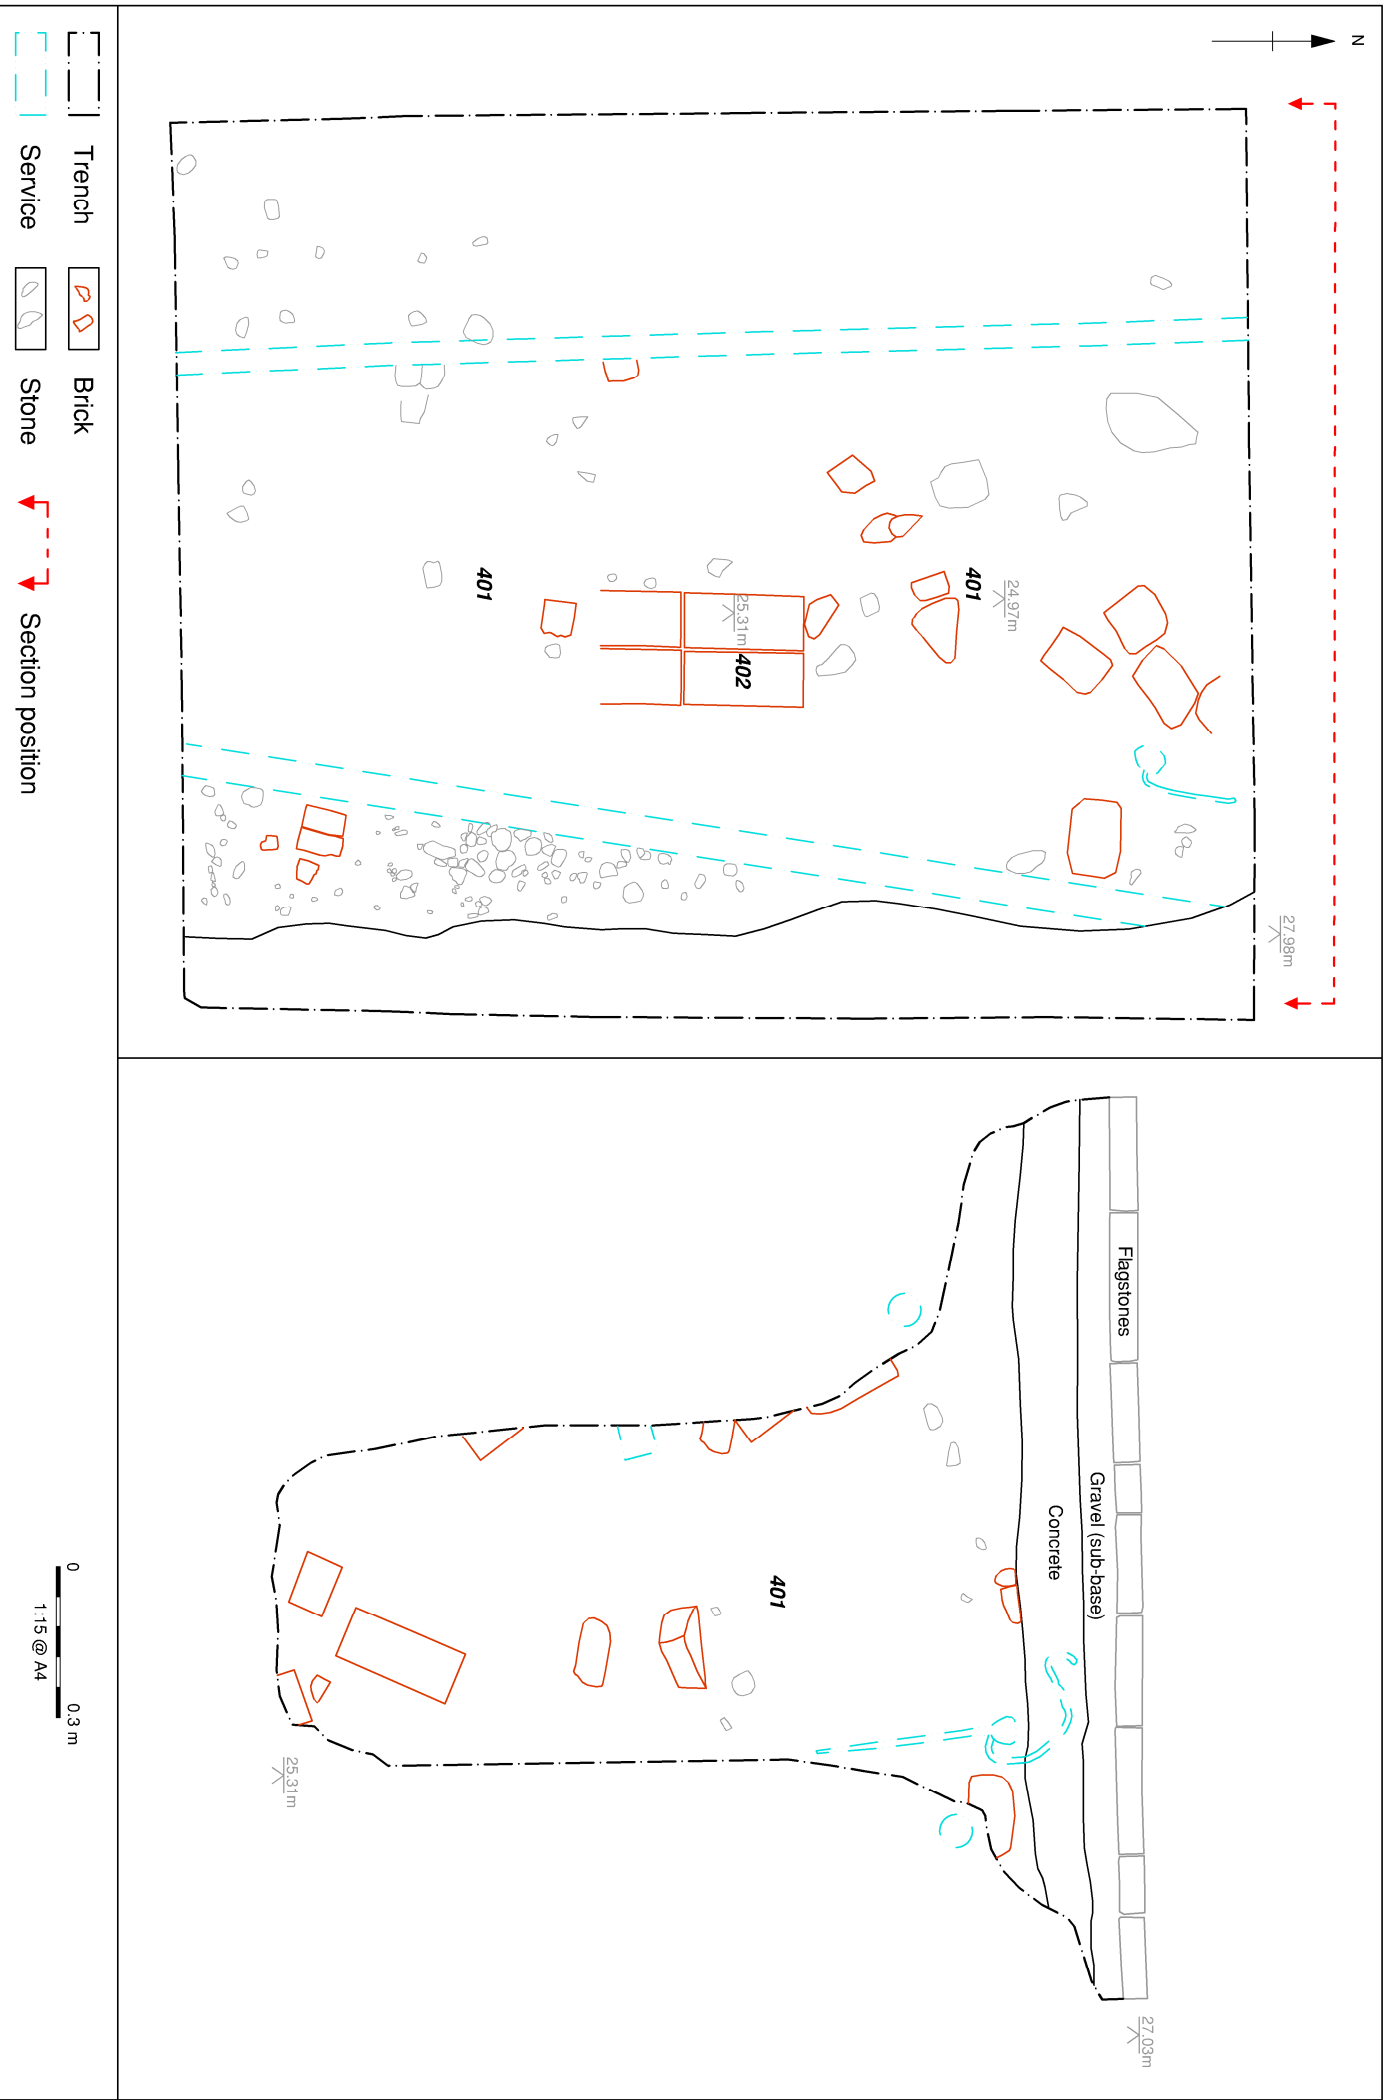 N
27.98m
24.97m
401
25.31m
402
401
Flagstones
Gravel (sub-base)
Concrete
401
27.03m
25.31m
0 0.3 m
1:15 @ A4
Trench Brick
Service Stone Section position